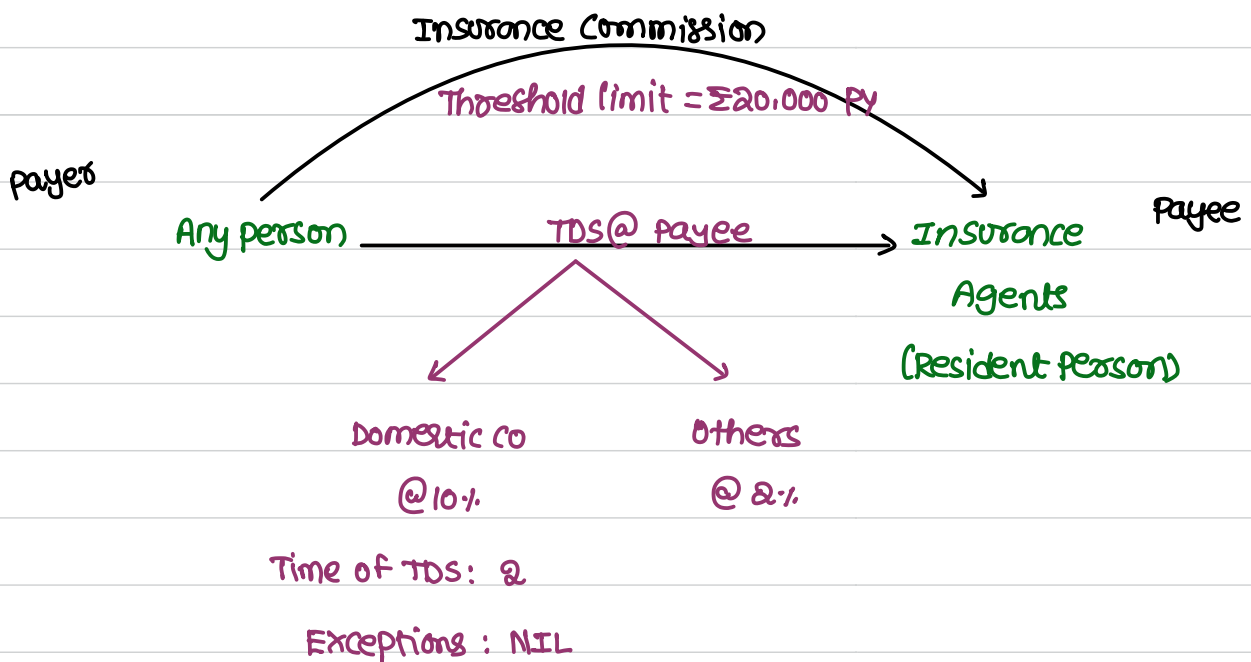 Insurance Commission
Threshold limit = Σ20,000 PY
Payer
Payee
Any person
TDS@ Payee
Insurance
Agents
(Resident Person)
Domestic co
Others
@ 10%
@ 2%
Time of TDS: 2
Exceptions : NIL